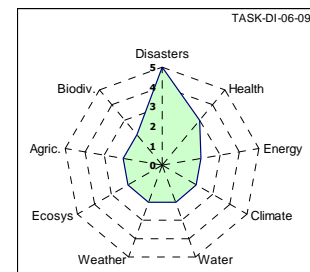 TASK-DI-06-09
Disasters
Biodiv.
Health
5
4
3
Agric.
2
Energy
1
0
Ecosys
Climate
Weather
Water